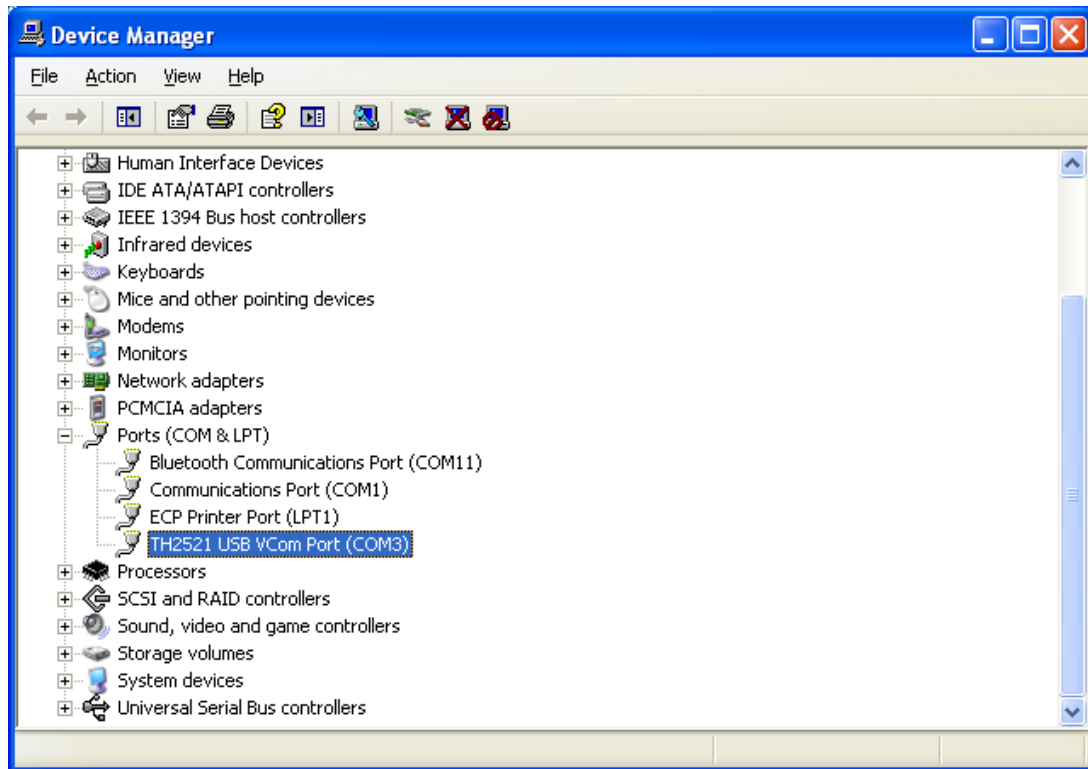 Device Manager
File Action View Help
Human Interface Devices
IDE ATA/ATAPI controllers
IEEE 1394 Bus host controllers
Infrared devices
Keyboards
Mice and other pointing devices
Modems
Monitors
Network adapters
PCMCIA adapters
Ports (COM & LPT)
Bluetooth Communications Port (COM11)
Communications Port (COM1)
ECP Printer Port (LPT1)
TH2521 USB VCom Port (COM3)
Processors
SCSI and RAID controllers
Sound, video and game controllers
Storage volumes
System devices
Universal Serial Bus controllers